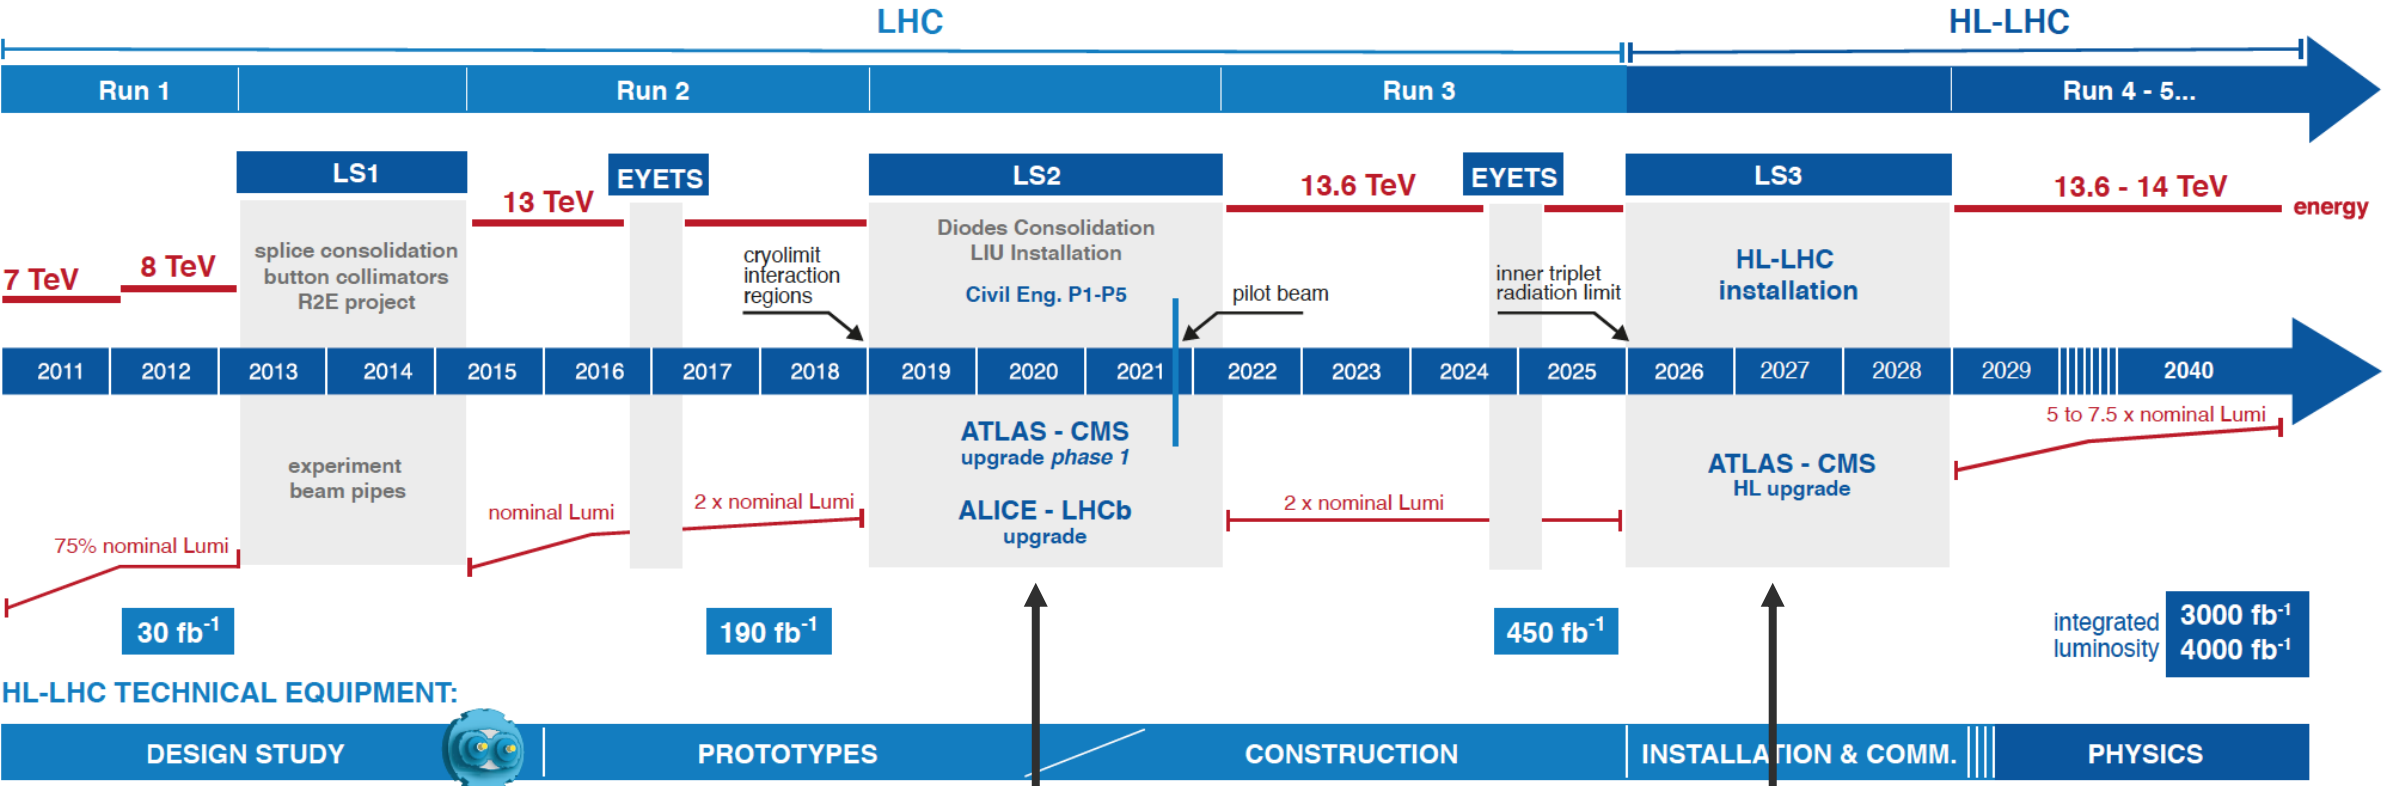 LHC
HL-LHC
Run 1
Run 2
Run 3
Run 4 - 5...
LS1
EYETS
LS2
EYETS
LS3
13 TeV
13.6 TeV
13.6 - 14 TeV
energy
7 TeV
8 TeV
splice consolidation
button collimators
R2E project
cryolimit
interaction
regions
Diodes Consolidation
LIU Installation
Civil Eng. P1-P5
pilot beam
inner triplet
radiation limit
HL-LHC
installation
2011
2012
2013
2014
2015
2016
2017
2018
2019
2020
2021
2022
2023
2024
2025
2026
2027
2028
2029
2040
5 to 7.5 x nominal Lumi
experiment
beam pipes
ATLAS - CMS
upgrade phase 1
ALICE - LHCb
upgrade
ATLAS - CMS
HL upgrade
75% nominal Lumi
nominal Lumi
2 x nominal Lumi
2 x nominal Lumi
30 fb-1
190 fb-1
450 fb-1
integrated
luminosity
3000 fb-1
4000 fb-1
HL-LHC TECHNICAL EQUIPMENT:
DESIGN STUDY
PROTOTYPES
CONSTRUCTION
INSTALLATION & COMM.
PHYSICS